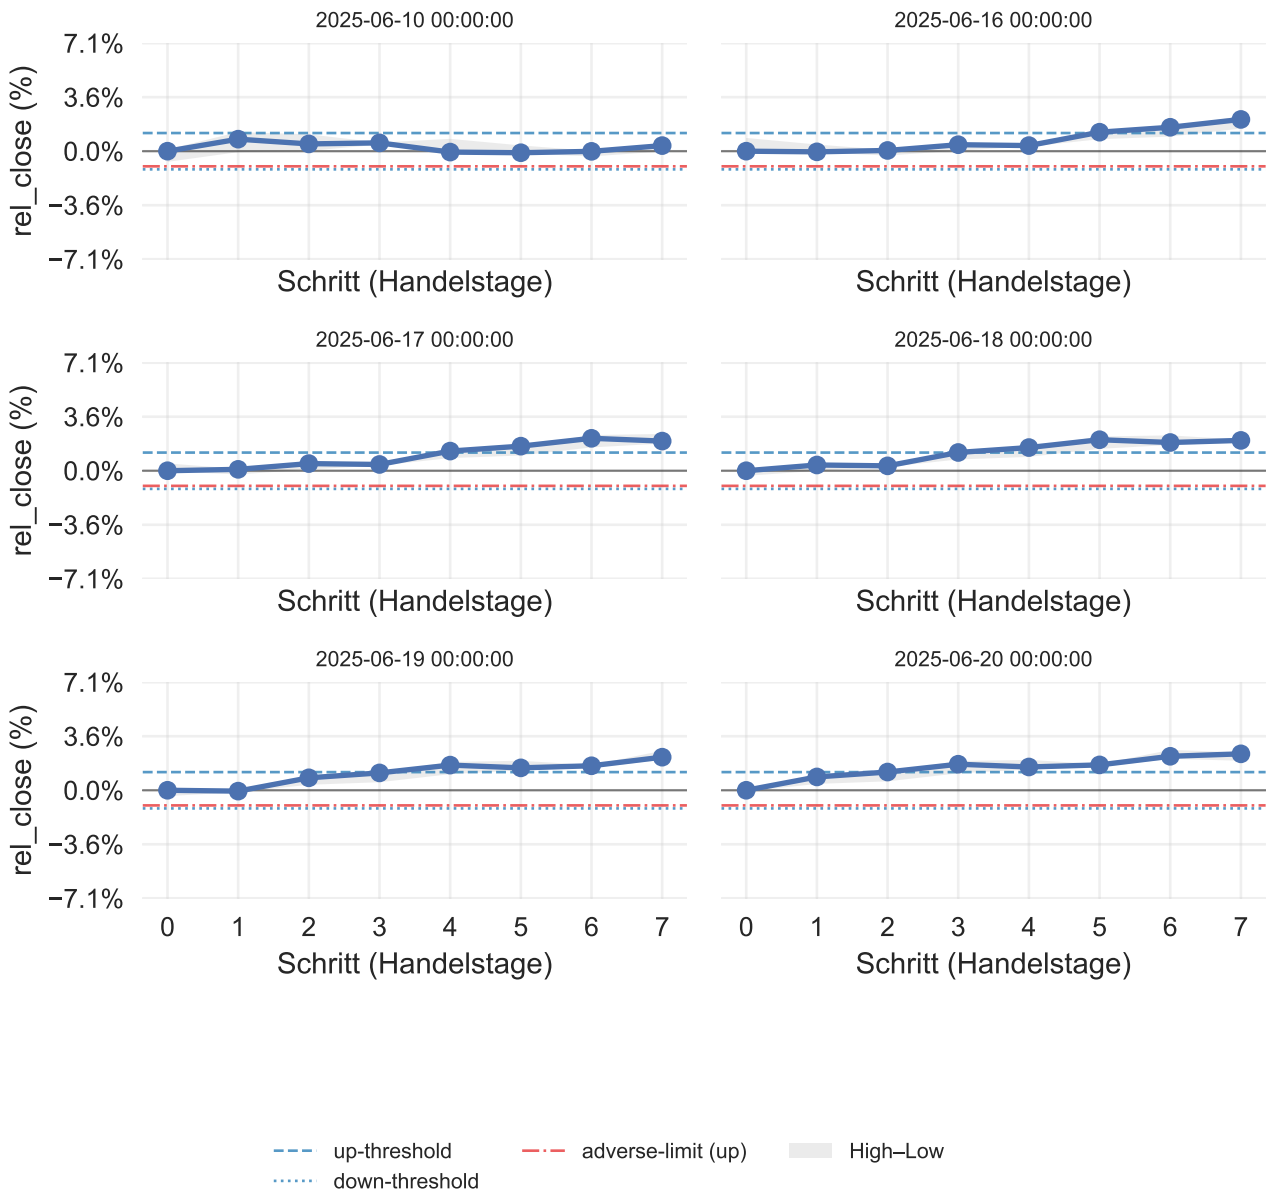 2025-06-10 00:00:00
2025-06-16 00:00:00
7.1%
3.6%
0.0%
−3.6%
−7.1%
rel_close (%)
Schritt (Handelstage)
Schritt (Handelstage)
2025-06-17 00:00:00
2025-06-18 00:00:00
7.1%
3.6%
0.0%
−3.6%
−7.1%
rel_close (%)
Schritt (Handelstage)
Schritt (Handelstage)
2025-06-19 00:00:00
2025-06-20 00:00:00
7.1%
3.6%
0.0%
−3.6%
−7.1%
rel_close (%)
0 1 2 3 4 5 6 7
0 1 2 3 4 5 6 7
Schritt (Handelstage)
Schritt (Handelstage)
up-threshold
down-threshold
adverse-limit (up)
High–Low